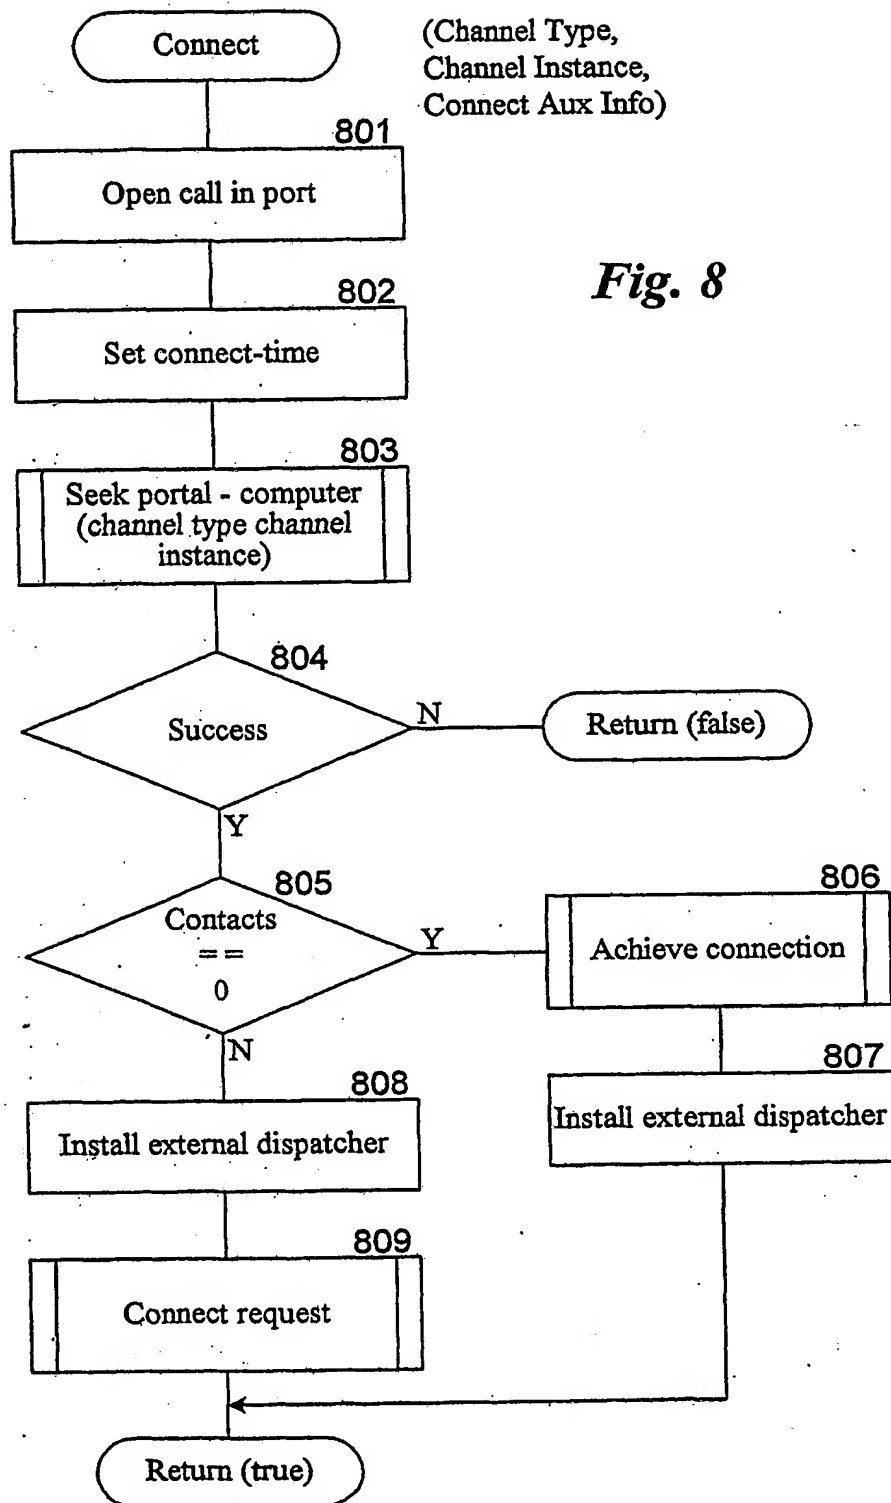 Connect
(Channel Type,
Channel Instance,
Connect Aux Info)
801
Open call in port
Fig. 8
802
Set connect-time
803
Seek portal - computer
(channel type channel
instance)
804
Success
N
Return (false)
Y
805
Contacts
==
0
Y
806
Achieve connection
N
807
Install external dispatcher
808
Install external dispatcher
809
Connect request
Return (true)